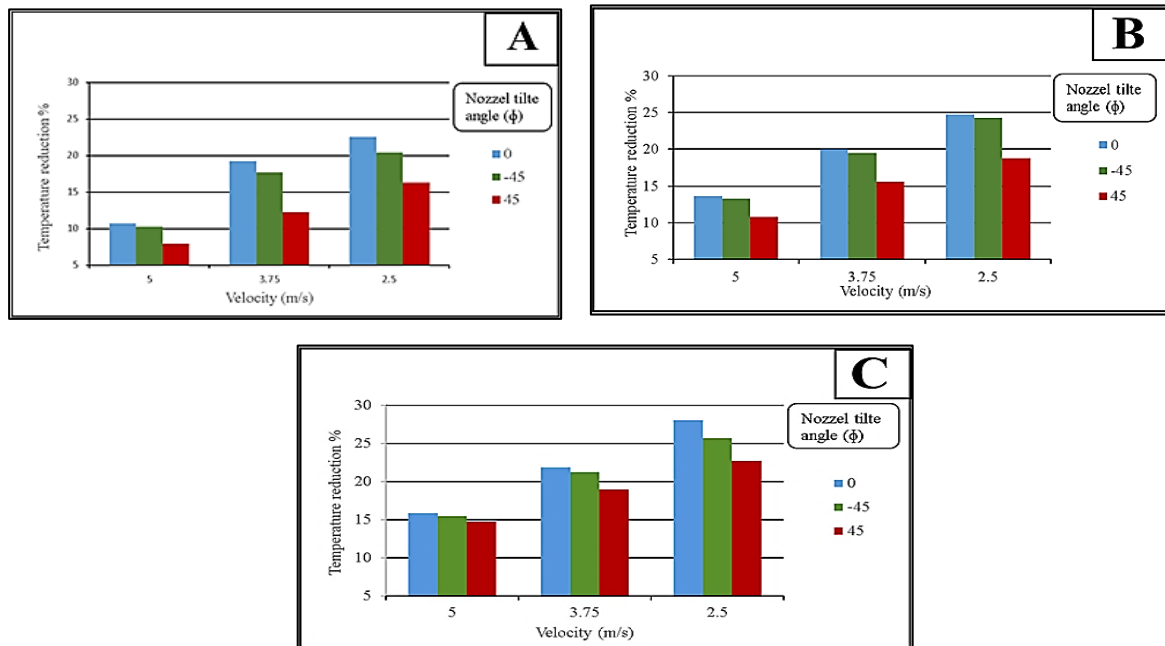 A
Temperature reduction %
30
25
20
15
10
5
5
3.75
2.5
Velocity (m/s)
Nozzel tilte
angle (ϕ)
0
-45
45
B
Temperature reduction %
30
25
20
15
10
5
5
3.75
2.5
Velocity (m/s)
Nozzel tilte
angle (ϕ)
0
-45
45
C
Temperature reduction %
30
25
20
15
10
5
5
3.75
2.5
Velocity (m/s)
Nozzel tilte
angle (ϕ)
0
-45
45